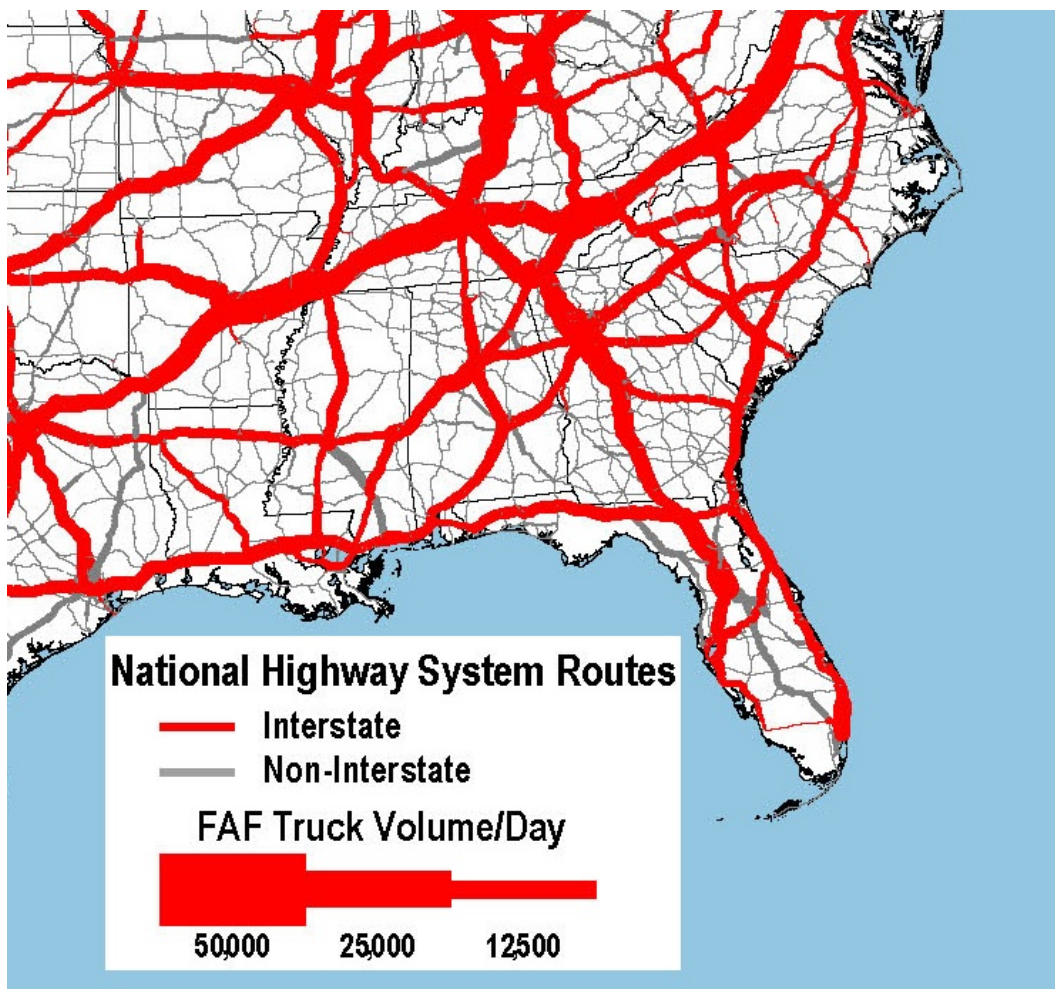 National Highway System Routes
Interstate
Non-Interstate
FAF Truck Volume/Day
50,000 25,000 12,500